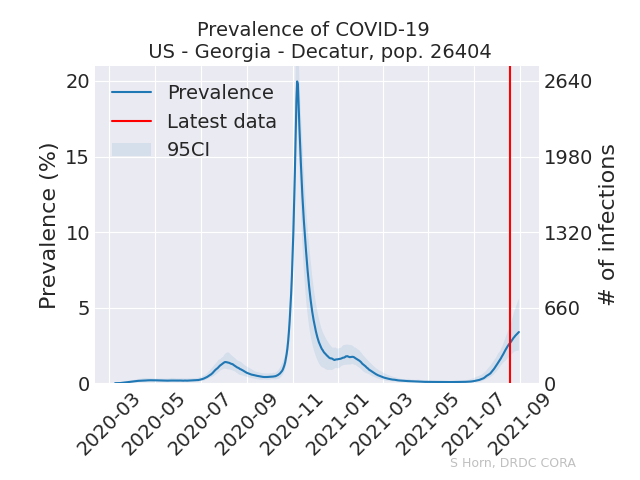 Prevalence of COVID-19
US - Georgia - Decatur, pop. 26404
Prevalence
Latest data
95CI
Prevalence (%)
20
15
10
5
0
2640
1980
1320
660
0
# of infections
2020-03
2020-05
2020-07
2020-09
2020-11
2021-01
2021-03
2021-05
2021-07
2021-09
S Horn, DRDC CORA